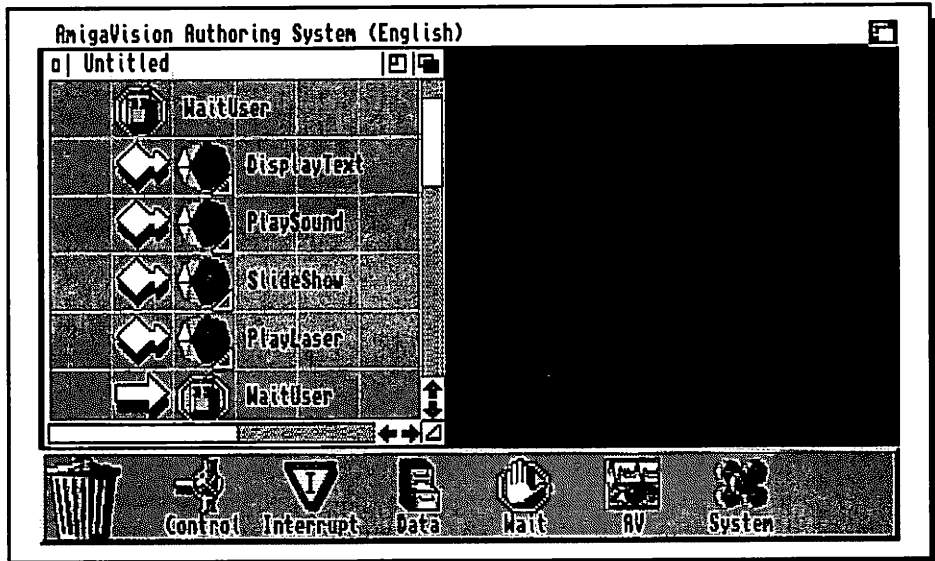 AmigaVision Authoring System (English)
Untitled
WaitUser
DisplayText
PlaySound
SlideShow
PlayLaser
WaitUser
Control Interrupt Data Wait AV System